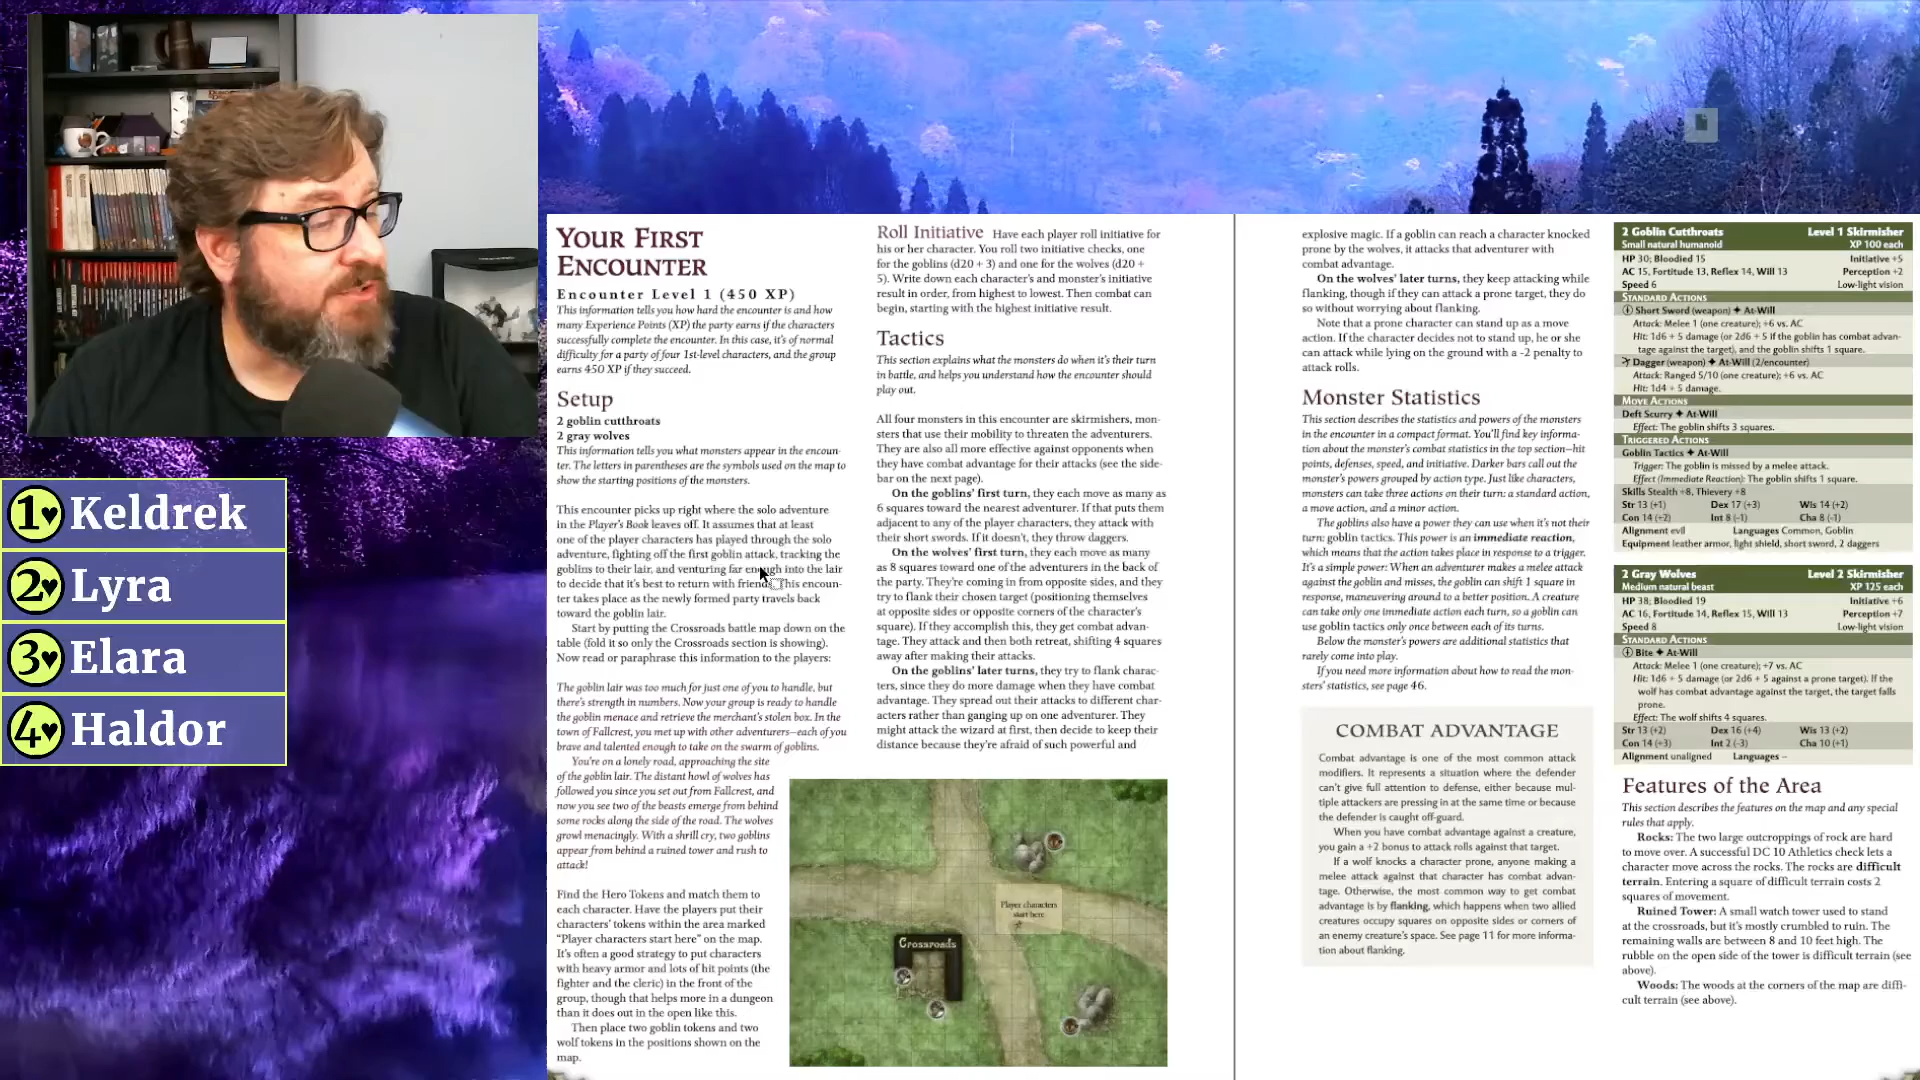 1♥ Keldrek
2♥ Lyra
3♥ Elara
4♥ Haldor
YOUR FIRST
ENCOUNTER
Encounter Level 1 (450 XP)
This information tells you how hard the encounter is and how
many Experience Points (XP) the party earns if the characters
successfully complete the encounter. In this case, it's of normal
difficulty for a party of four 1st-level characters, and the group
earns 450 XP if they succeed.
Setup
2 goblin cutthroats
2 gray wolves
This information tells you what monsters appear in the encoun-
ter. The letters in parentheses are the symbols used on the map to
show the starting positions of the monsters.
This encounter picks up right where the solo adventure
in the Player's Book leaves off. It assumes that at least
one of the player characters has played through the solo
adventure, fighting off the first goblin attack, tracking the
goblins to their lair, and venturing far enough into the lair
to decide that it's best to return with friends. This encoun-
ter takes place as the newly formed party travels back
toward the goblin lair.
Start by putting the Crossroads battle map down on the
table (fold it so only the Crossroads section is showing).
Now read or paraphrase this information to the players:
The goblin lair was too much for just one of you to handle, but
there's strength in numbers. Now your group is ready to handle
the goblin menace and retrieve the merchant's stolen box. In the
town of Fallcrest, you met up with other adventurers—each of you
brave and talented enough to take on the swarm of goblins.
You're on a lonely road, approaching the site
of the goblin lair. The distant howl of wolves has
followed you since you set out from Fallcrest, and
now you see two of the beasts emerge from behind
some rocks along the side of the road. The wolves
growl menacingly. With a shrill cry, two goblins
appear from behind a ruined tower and rush to
attack!
Find the Hero Tokens and match them to
each character. Have the players put their
characters' tokens within the area marked
"Player characters start here" on the map.
It's often a good strategy to put characters
with heavy armor and lots of hit points (the
fighter and the cleric) in the front of the
group, though that helps more in a dungeon
than it does out in the open like this.
Then place two goblin tokens and two
wolf tokens in the positions shown on the
map.
Roll Initiative Have each player roll initiative for
his or her character. You roll two initiative checks, one
for the goblins (d20 + 3) and one for the wolves (d20 +
5). Write down each character's and monster's initiative
result in order, from highest to lowest. Then combat can
begin, starting with the highest initiative result.
Tactics
This section explains what the monsters do when it's their turn
in battle, and helps you understand how the encounter should
play out.
All four monsters in this encounter are skirmishers, mon-
sters that use their mobility to threaten the adventurers.
They are also all more effective against opponents when
they have combat advantage for their attacks (see the side-
bar on the next page).
On the goblins' first turn, they each move as many as
6 squares toward the nearest adventurer. If that puts them
adjacent to any of the player characters, they attack with
their short swords. If it doesn't, they throw daggers.
On the wolves' first turn, they each move as many
as 8 squares toward one of the adventurers in the back of
the party. They're coming in from opposite sides, and they
try to flank their chosen target (positioning themselves
at opposite sides or opposite corners of the character's
square). If they accomplish this, they get combat advan-
tage. They attack and then both retreat, shifting 4 squares
away after making their attacks.
On the goblins' later turns, they try to flank charac-
ters, since they do more damage when they have combat
advantage. They spread out their attacks to different char-
acters rather than ganging up on one adventurer. They
might attack the wizard at first, then decide to keep their
distance because they're afraid of such powerful and
Player characters
start here
Crossroads
explosive magic. If a goblin can reach a character knocked
prone by the wolves, it attacks that adventurer with
combat advantage.
On the wolves' later turns, they keep attacking while
flanking, though if they can attack a prone target, they do
so without worrying about flanking.
Note that a prone character can stand up as a move
action. If the character decides not to stand up, he or she
can attack while lying on the ground with a -2 penalty to
attack rolls.
Monster Statistics
This section describes the statistics and powers of the monsters
in the encounter in a compact format. You'll find key informa-
tion about the monster's combat statistics in the top section—hit
points, defenses, speed, and initiative. Darker bars call out the
monster's powers grouped by action type. Just like characters,
monsters can take three actions on their turn: a standard action,
a move action, and a minor action.
The goblins also have a power they can use when it's not their
turn: goblin tactics. This power is an immediate reaction,
which means that the action takes place in response to a trigger.
It's a simple power: When an adventurer makes a melee attack
against the goblin and misses, the goblin can shift 1 square in
response, maneuvering around to a better position. A creature
can take only one immediate action each turn, so a goblin can
use goblin tactics only once between each of its turns.
Below the monster's powers are additional statistics that
rarely come into play.
If you need more information about how to read the mon-
sters' statistics, see page 46.
COMBAT ADVANTAGE
Combat advantage is one of the most common attack
modifiers. It represents a situation where the defender
can't give full attention to defense, either because mul-
tiple attackers are pressing in at the same time or because
the defender is caught off-guard.
When you have combat advantage against a creature,
you gain a +2 bonus to attack rolls against that target.
If a wolf knocks a character prone, anyone making a
melee attack against that character has combat advan-
tage. Otherwise, the most common way to get combat
advantage is by flanking, which happens when two allied
creatures occupy squares on opposite sides or corners of
an enemy creature's space. See page 11 for more informa-
tion about flanking.
2 Goblin Cutthroats Level 1 Skirmisher
Small natural humanoid XP 100 each
HP 30; Bloodied 15 Initiative +5
AC 15, Fortitude 13, Reflex 14, Will 13 Perception +2
Speed 6 Low-light vision
STANDARD ACTIONS
Short Sword (weapon) ✦ At-Will
Attack: Melee 1 (one creature); +6 vs. AC
Hit: 1d6 + 5 damage (or 2d6 + 5 if the goblin has combat advan-
tage against the target), and the goblin shifts 1 square.
Dagger (weapon) ✦ At-Will (2/encounter)
Attack: Ranged 5/10 (one creature); +6 vs. AC
Hit: 1d4 + 5 damage.
MOVE ACTIONS
Deft Scurry ✦ At-Will
Effect: The goblin shifts 3 squares.
TRIGGERED ACTIONS
Goblin Tactics ✦ At-Will
Trigger: The goblin is missed by a melee attack.
Effect (Immediate Reaction): The goblin shifts 1 square.
Skills Stealth +8, Thievery +8
Str 13 (+1) Dex 17 (+3) Wis 14 (+2)
Con 14 (+2) Int 8 (-1) Cha 8 (-1)
Alignment evil Languages Common, Goblin
Equipment leather armor, light shield, short sword, 2 daggers
2 Gray Wolves Level 2 Skirmisher
Medium natural beast XP 125 each
HP 38; Bloodied 19 Initiative +6
AC 16, Fortitude 14, Reflex 15, Will 13 Perception +7
Speed 8 Low-light vision
STANDARD ACTIONS
Bite ✦ At-Will
Attack: Melee 1 (one creature); +7 vs. AC
Hit: 1d6 + 5 damage (or 2d6 + 5 against a prone target). If the
wolf has combat advantage against the target, the target falls
prone.
Effect: The wolf shifts 4 squares.
Str 13 (+2) Dex 16 (+4) Wis 13 (+2)
Con 14 (+3) Int 2 (-3) Cha 10 (+1)
Alignment unaligned Languages –
Features of the Area
This section describes the features on the map and any special
rules that apply.
Rocks: The two large outcroppings of rock are hard
to move over. A successful DC 10 Athletics check lets a
character move across the rocks. The rocks are difficult
terrain. Entering a square of difficult terrain costs 2
squares of movement.
Ruined Tower: A small watch tower used to stand
at the crossroads, but it's mostly crumbled to ruin. The
remaining walls are between 8 and 10 feet high. The
rubble on the open side of the tower is difficult terrain (see
above).
Woods: The woods at the corners of the map are diffi-
cult terrain (see above).